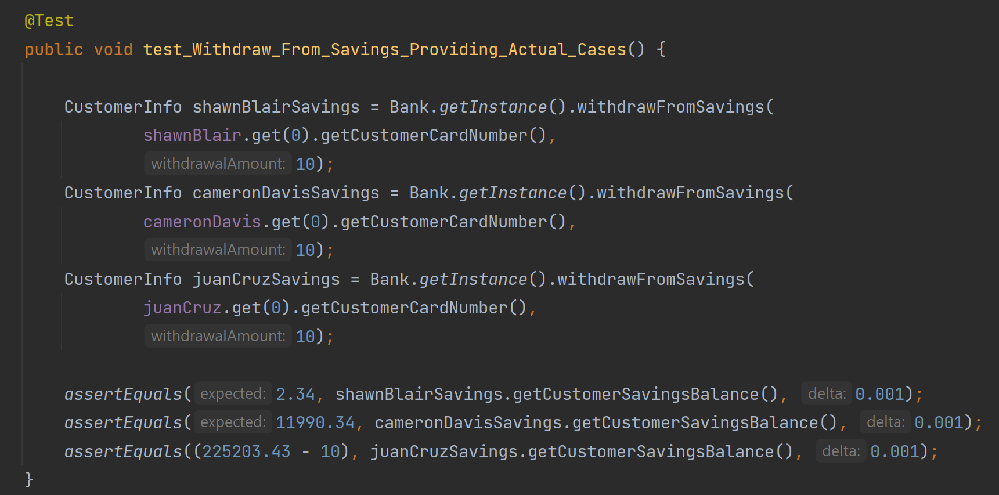 @Test
public void test_Withdraw_From_Savings_Providing_Actual_Cases() {
CustomerInfo shawnBlairSavings = Bank.getInstance().withdrawFromSavings(
shawnBlair.get(0).getCustomerCardNumber(),
withdrawalAmount: 10);
CustomerInfo cameronDavisSavings = Bank.getInstance().withdrawFromSavings(
cameronDavis.get(0).getCustomerCardNumber(),
withdrawalAmount: 10);
CustomerInfo juanCruzSavings = Bank.getInstance().withdrawFromSavings(
juanCruz.get(0).getCustomerCardNumber(),
withdrawalAmount: 10);
assertEquals( expected: 2.34, shawnBlairSavings.getCustomerSavingsBalance(), delta: 0.001);
assertEquals( expected: 11990.34, cameronDavisSavings.getCustomerSavingsBalance(), delta: 0.001);
assertEquals((225203.43 - 10), juanCruzSavings.getCustomerSavingsBalance(), delta: 0.001);
}